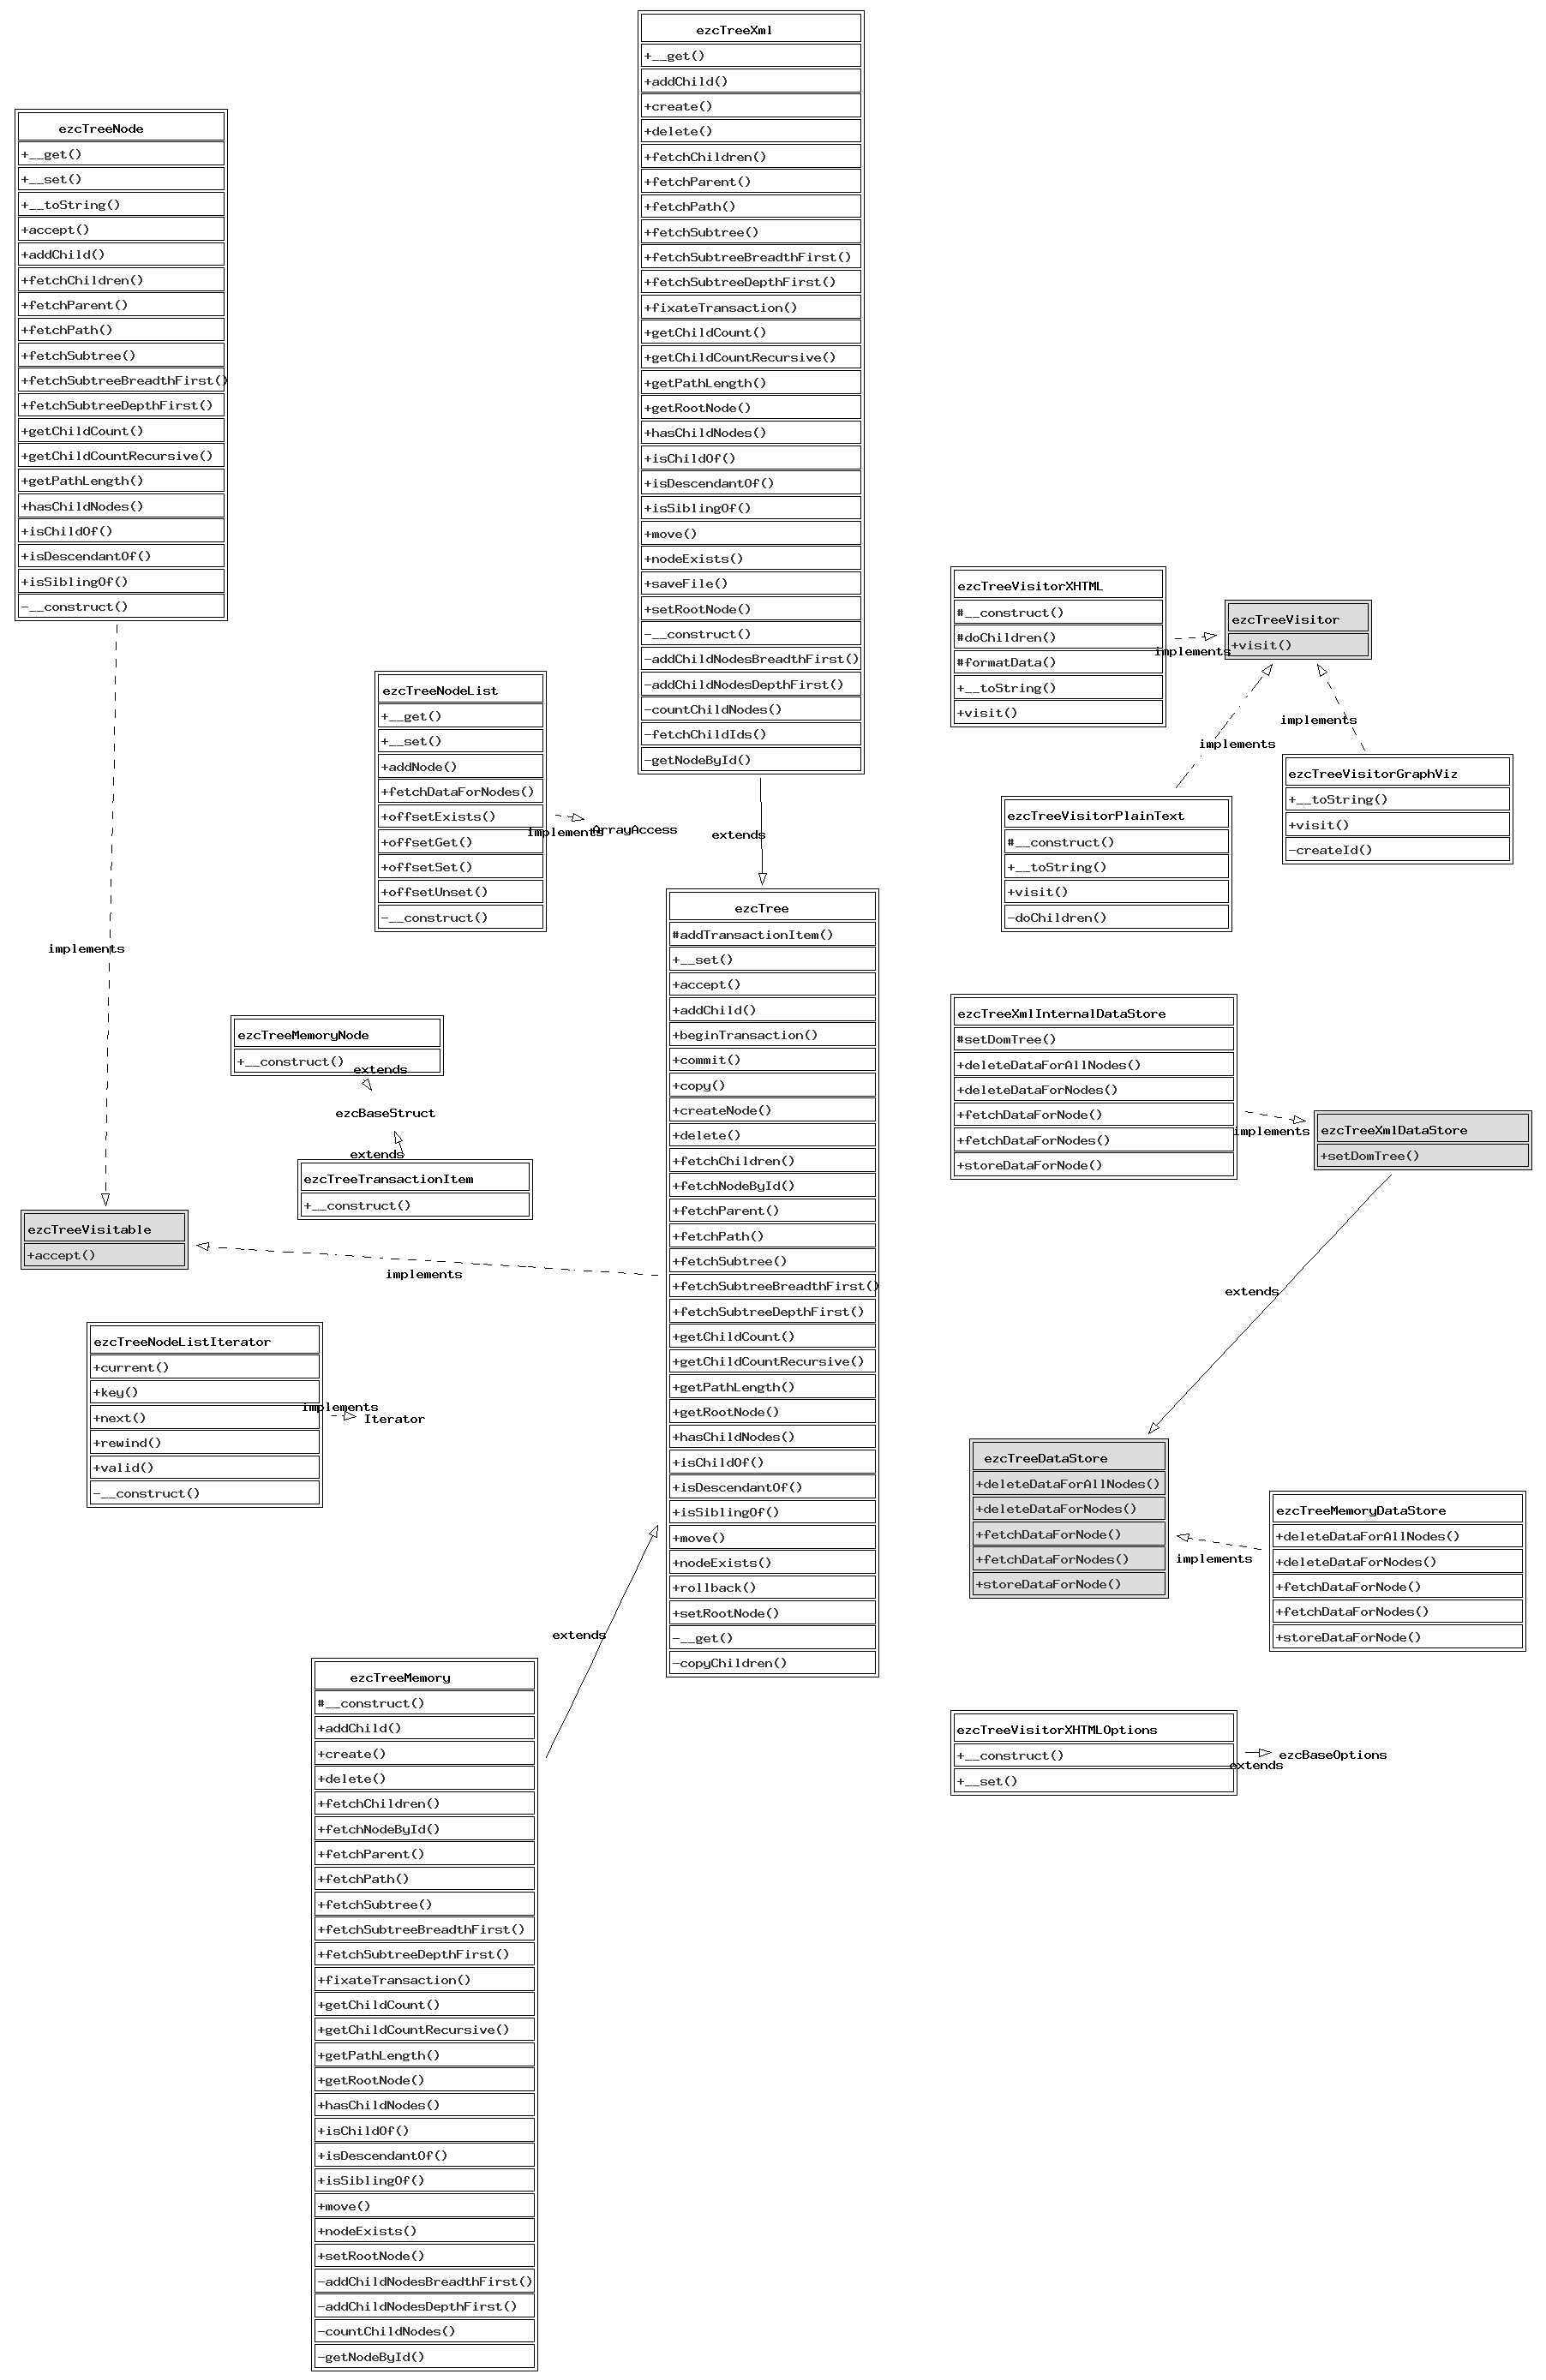 ezcTreeXml
+__get()
+addChild()
+create()
+delete()
+fetchChildren()
+fetchParent()
+fetchPath()
+fetchSubtree()
+fetchSubtreeBreadthFirst()
+fetchSubtreeDepthFirst()
+fixateTransaction()
+getChildCount()
+getChildCountRecursive()
+getPathLength()
+getRootNode()
+hasChildNodes()
+isChildOf()
+isDescendantOf()
+isSiblingOf()
+move()
+nodeExists()
+saveFile()
+setRootNode()
-__construct()
-addChildNodesBreadthFirst()
-addChildNodesDepthFirst()
-countChildNodes()
-fetchChildIds()
-getNodeById()
extends
ezcTreeNode
+__get()
+__set()
+__toString()
+accept()
+addChild()
+fetchChildren()
+fetchParent()
+fetchPath()
+fetchSubtree()
+fetchSubtreeBreadthFirst()
+fetchSubtreeDepthFirst()
+getChildCount()
+getChildCountRecursive()
+getPathLength()
+hasChildNodes()
+isChildOf()
+isDescendantOf()
+isSiblingOf()
-__construct()
implements
ezcTreeNodeList
+__get()
+__set()
+addNode()
+fetchDataForNodes()
+offsetExists()
+offsetGet()
+offsetSet()
+offsetUnset()
-__construct()
implements
ArrayAccess
ezcTreeVisitorXHTML
#__construct()
#doChildren()
#formatData()
+__toString()
+visit()
implements
ezcTreeVisitor
+visit()
implements
implements
ezcTreeVisitorGraphViz
+__toString()
+visit()
-createId()
ezcTreeVisitorPlainText
#__construct()
+__toString()
+visit()
-doChildren()
ezcTree
#addTransactionItem()
+__set()
+accept()
+addChild()
+beginTransaction()
+commit()
+copy()
+createNode()
+delete()
+fetchChildren()
+fetchNodeById()
+fetchParent()
+fetchPath()
+fetchSubtree()
+fetchSubtreeBreadthFirst()
+fetchSubtreeDepthFirst()
+getChildCount()
+getChildCountRecursive()
+getPathLength()
+getRootNode()
+hasChildNodes()
+isChildOf()
+isDescendantOf()
+isSiblingOf()
+move()
+nodeExists()
+rollback()
+setRootNode()
-__get()
-copyChildren()
ezcTreeMemoryNode
+__construct()
extends
ezcBaseStruct
extends
ezcTreeTransactionItem
+__construct()
ezcTreeVisitable
+accept()
implements
ezcTreeXmlInternalDataStore
#setDomTree()
+deleteDataForAllNodes()
+deleteDataForNodes()
+fetchDataForNode()
+fetchDataForNodes()
+storeDataForNode()
implements
ezcTreeXmlDataStore
+setDomTree()
extends
ezcTreeNodeListIterator
+current()
+key()
+next()
+rewind()
+valid()
-__construct()
implements
Iterator
ezcTreeDataStore
+deleteDataForAllNodes()
+deleteDataForNodes()
+fetchDataForNode()
+fetchDataForNodes()
+storeDataForNode()
implements
ezcTreeMemoryDataStore
+deleteDataForAllNodes()
+deleteDataForNodes()
+fetchDataForNode()
+fetchDataForNodes()
+storeDataForNode()
extends
ezcTreeMemory
#__construct()
+addChild()
+create()
+delete()
+fetchChildren()
+fetchNodeById()
+fetchParent()
+fetchPath()
+fetchSubtree()
+fetchSubtreeBreadthFirst()
+fetchSubtreeDepthFirst()
+fixateTransaction()
+getChildCount()
+getChildCountRecursive()
+getPathLength()
+getRootNode()
+hasChildNodes()
+isChildOf()
+isDescendantOf()
+isSiblingOf()
+move()
+nodeExists()
+setRootNode()
-addChildNodesBreadthFirst()
-addChildNodesDepthFirst()
-countChildNodes()
-getNodeById()
ezcTreeVisitorXHTMLOptions
+__construct()
+__set()
extends
ezcBaseOptions